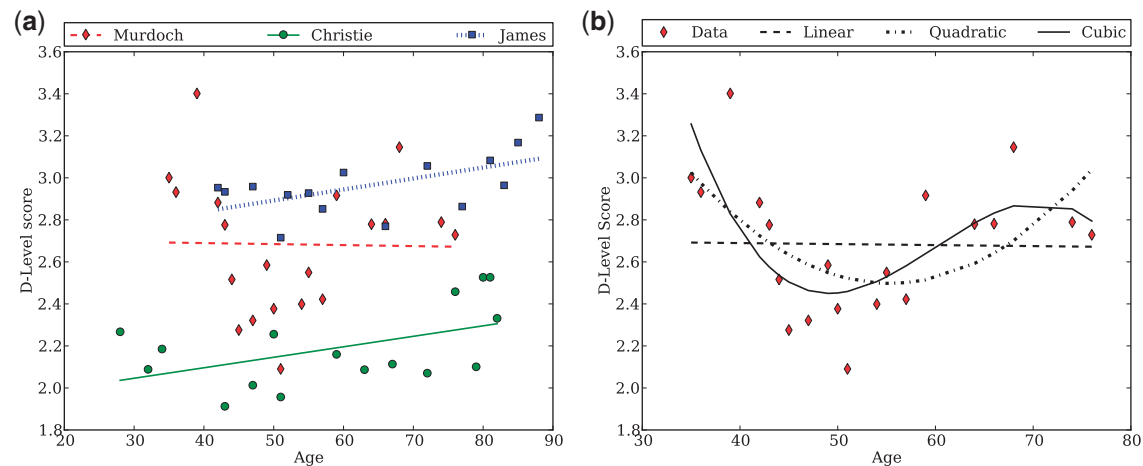 (a)
Murdoch Christie James
3.6
3.4
3.2
3.0
2.8
2.6
2.4
2.2
2.0
1.8
D-Level Score
20 30 40 50 60 70 80 90
Age
(b)
Data Linear Quadratic Cubic
3.6
3.4
3.2
3.0
2.8
2.6
2.4
2.2
2.0
1.8
D-Level Score
30 40 50 60 70 80
Age